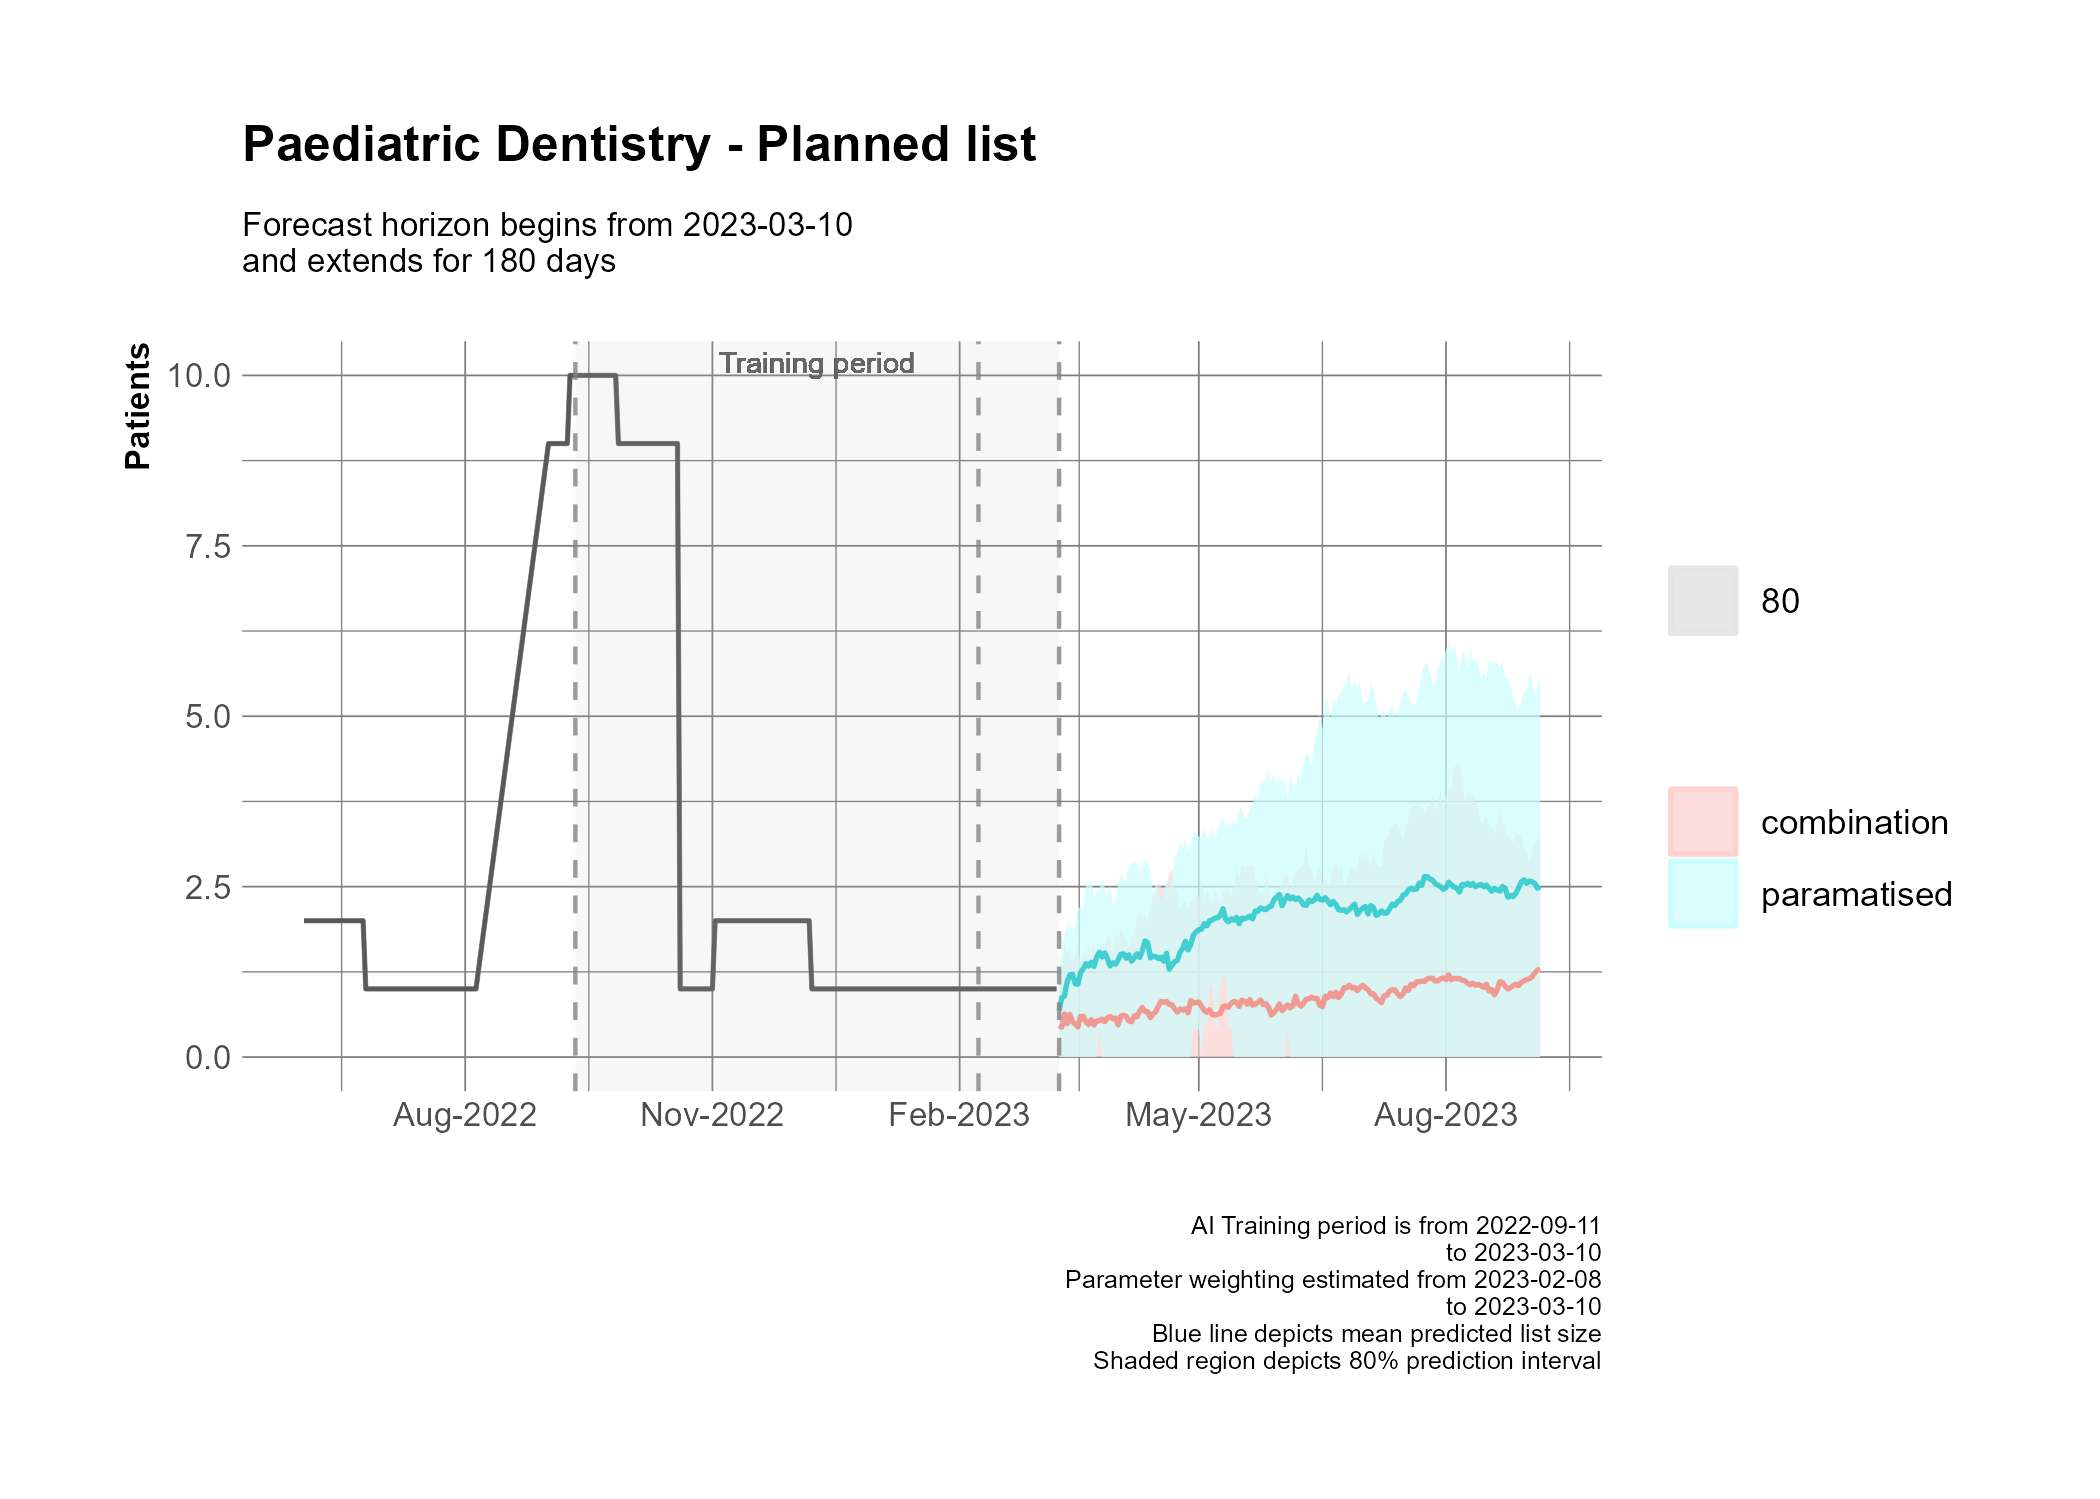 Paediatric Dentistry - Planned list
Forecast horizon begins from 2023-03-10
and extends for 180 days
Patients
Training period
10.0
7.5
5.0
2.5
0.0
Aug-2022
Nov-2022
Feb-2023
May-2023
Aug-2023
80
combination
paramatised
AI Training period is from 2022-09-11
to 2023-03-10
Parameter weighting estimated from 2023-02-08
to 2023-03-10
Blue line depicts mean predicted list size
Shaded region depicts 80% prediction interval